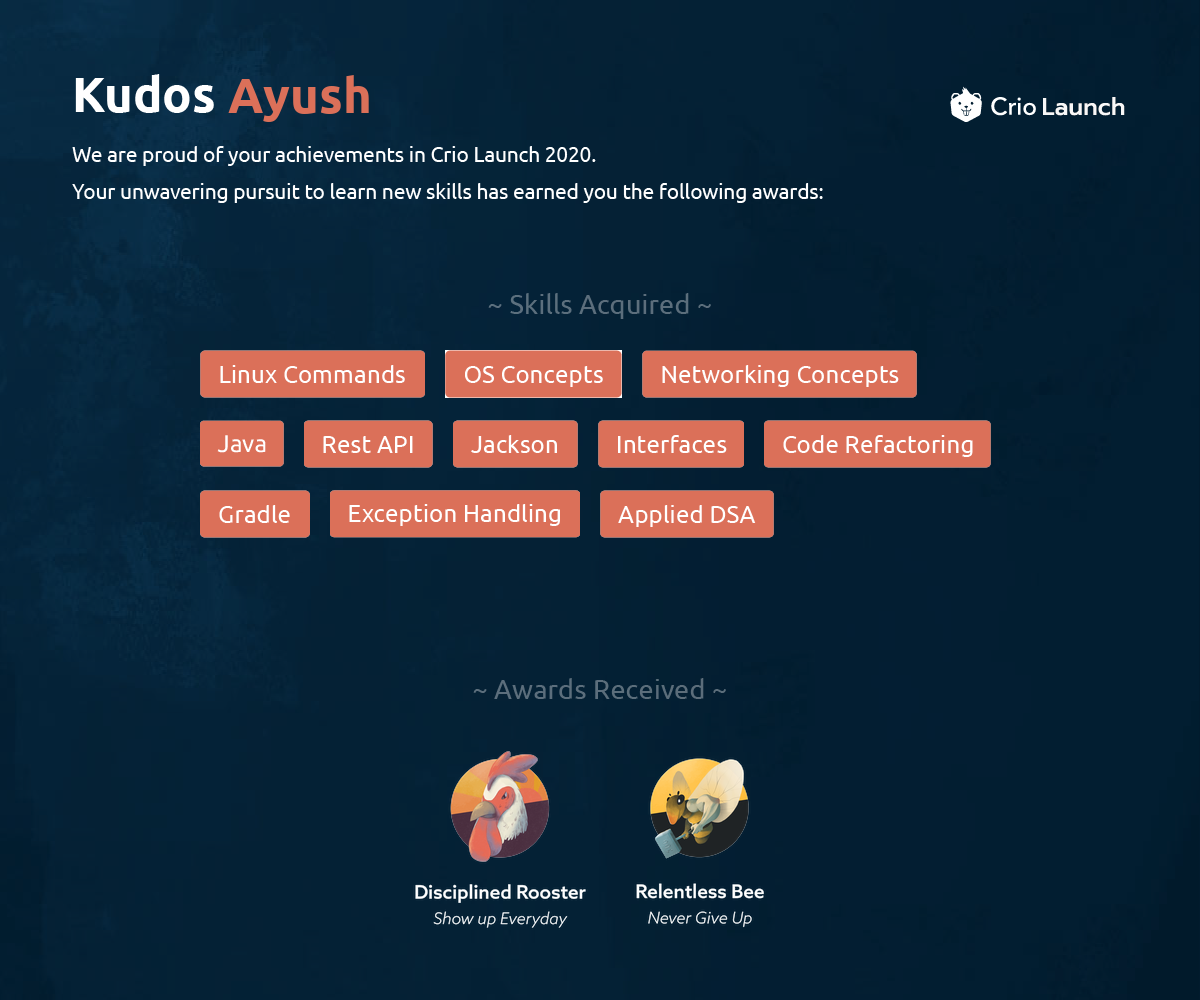 Kudos Ayush
Crio Launch
We are proud of your achievements in Crio Launch 2020.
Your unwavering pursuit to learn new skills has earned you the following awards:
~ Skills Acquired ~
Linux Commands OS Concepts Networking Concepts
Java Rest API Jackson Interfaces Code Refactoring
Gradle Exception Handling Applied DSA
~ Awards Received ~
Disciplined Rooster Relentless Bee
Show up Everyday Never Give Up